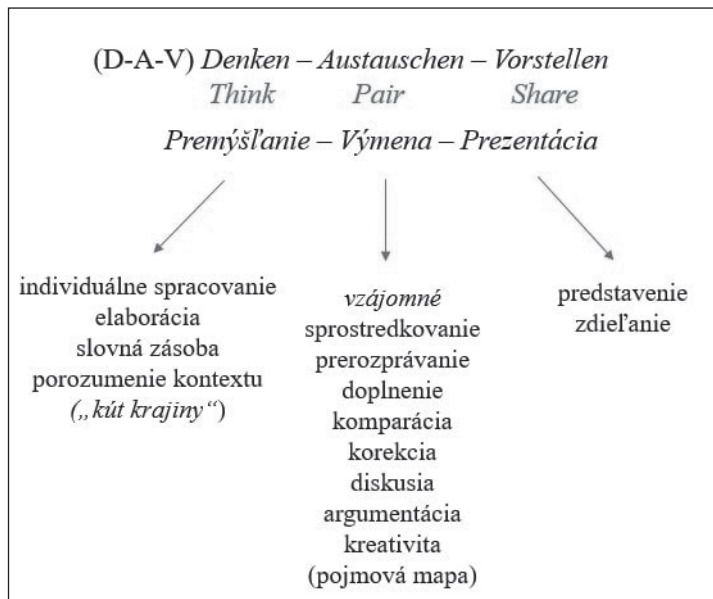 (D-A-V) Denken – Austauschen – Vorstellen
Think Pair Share
Premýšľanie – Výmena – Prezentácia
individuálne spracovanie
elaborácia
slovná zásoba
porozumenie kontextu
(„kút krajiny“)
vzájomné
sprostredkovanie
prerozprávanie
doplnenie
komparácia
korekcia
diskusia
argumentácia
kreativita
(pojmová mapa)
predstavenie
zdieľanie